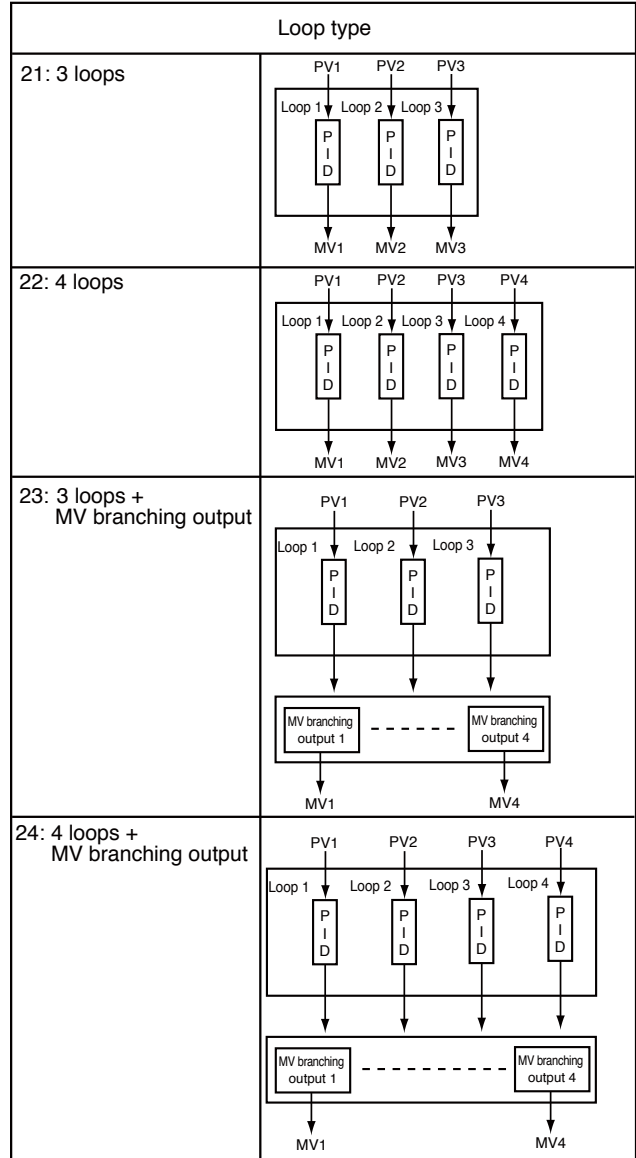 Loop type
21: 3 loops
PV1 PV2 PV3
Loop 1 Loop 2 Loop 3
P I D P I D P I D
MV1 MV2 MV3
22: 4 loops
PV1 PV2 PV3 PV4
Loop 1 Loop 2 Loop 3 Loop 4
P I D P I D P I D P I D
MV1 MV2 MV3 MV4
23: 3 loops +
MV branching output
PV1 PV2 PV3
Loop 1 Loop 2 Loop 3
P I D P I D P I D
MV branching output 1 MV branching output 4
MV1 MV4
24: 4 loops +
MV branching output
PV1 PV2 PV3 PV4
Loop 1 Loop 2 Loop 3 Loop 4
P I D P I D P I D P I D
MV branching output 1 MV branching output 4
MV1 MV4